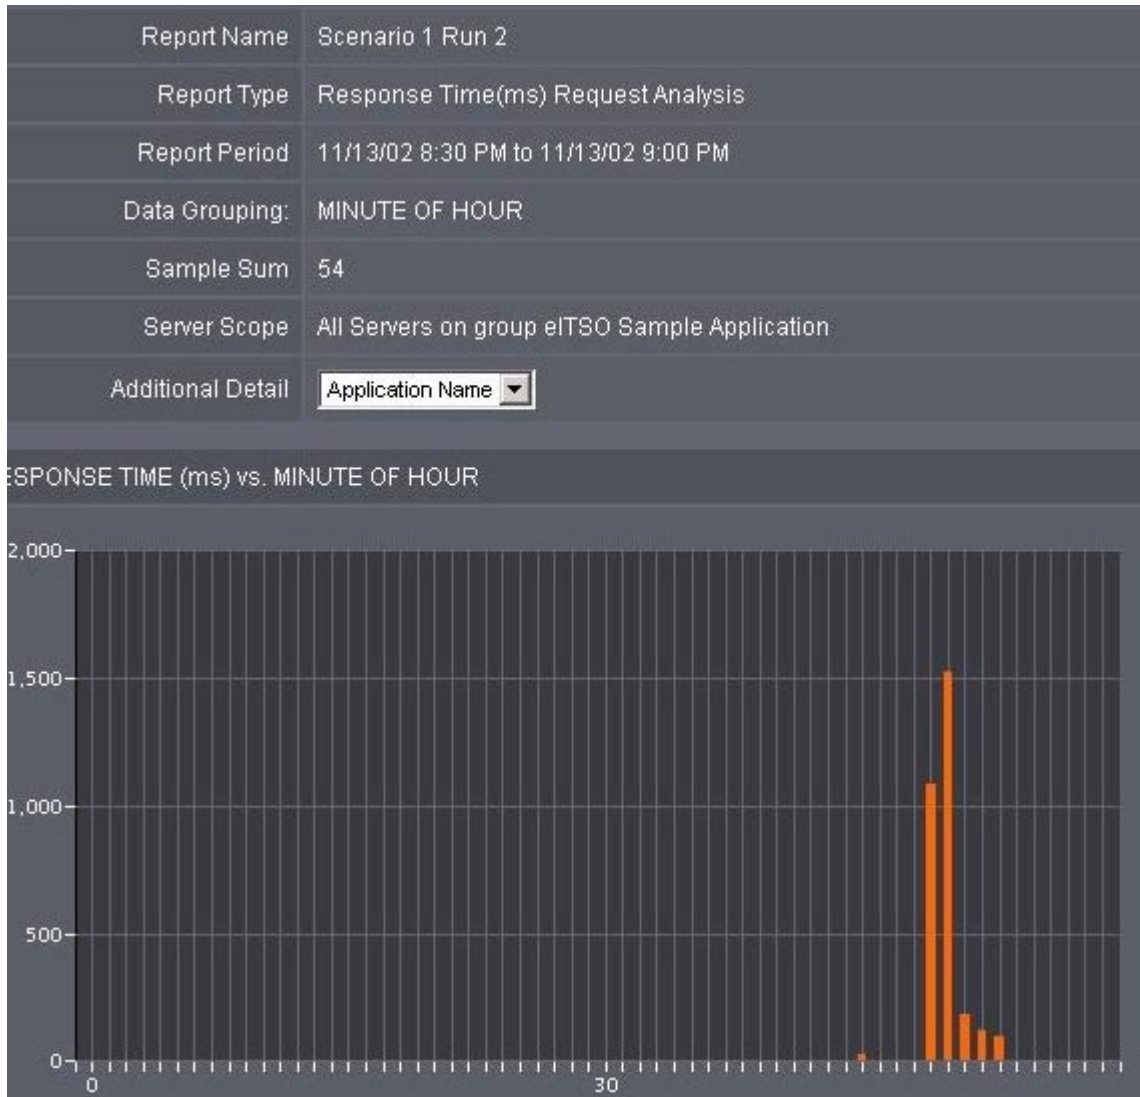 Report Name Scenario 1 Run 2
Report Type Response Time(ms) Request Analysis
Report Period 11/13/02 8:30 PM to 11/13/02 9:00 PM
Data Grouping: MINUTE OF HOUR
Sample Sum 54
Server Scope All Servers on group eITSO Sample Application
Additional Detail Application Name
ESPONSE TIME (ms) vs. MINUTE OF HOUR
2,000
1,500
1,000
500
0
0 30